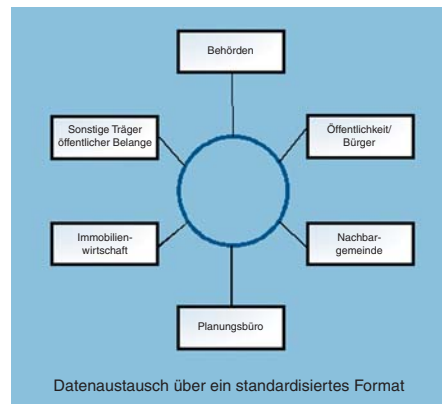 Behörden
Sonstige Träger
öffentlicher Belange
Öffentlichkeit/
Bürger
Immobilien-
wirtschaft
Nachbar-
gemeinde
Planungsbüro
Datenaustausch über ein standardisiertes Format